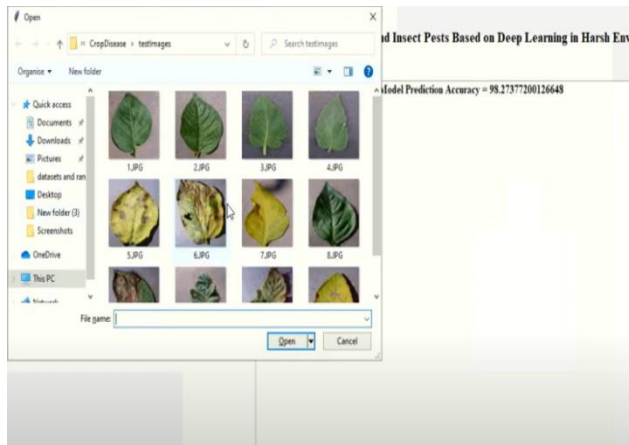 Open
CropDisease > testimages
Search testimages
Organise
New folder
Quick access
Documents
Downloads
Pictures
datasets and ran
Desktop
New folder (3)
Screenshots
OneDrive
This PC
Network
1.JPG
2.JPG
3.JPG
4.JPG
5.JPG
6.JPG
7.JPG
8.JPG
File name:
Open
Cancel
nd Insect Pests Based on Deep Learning in Harsh Env
Model Prediction Accuracy = 98.27377200126648